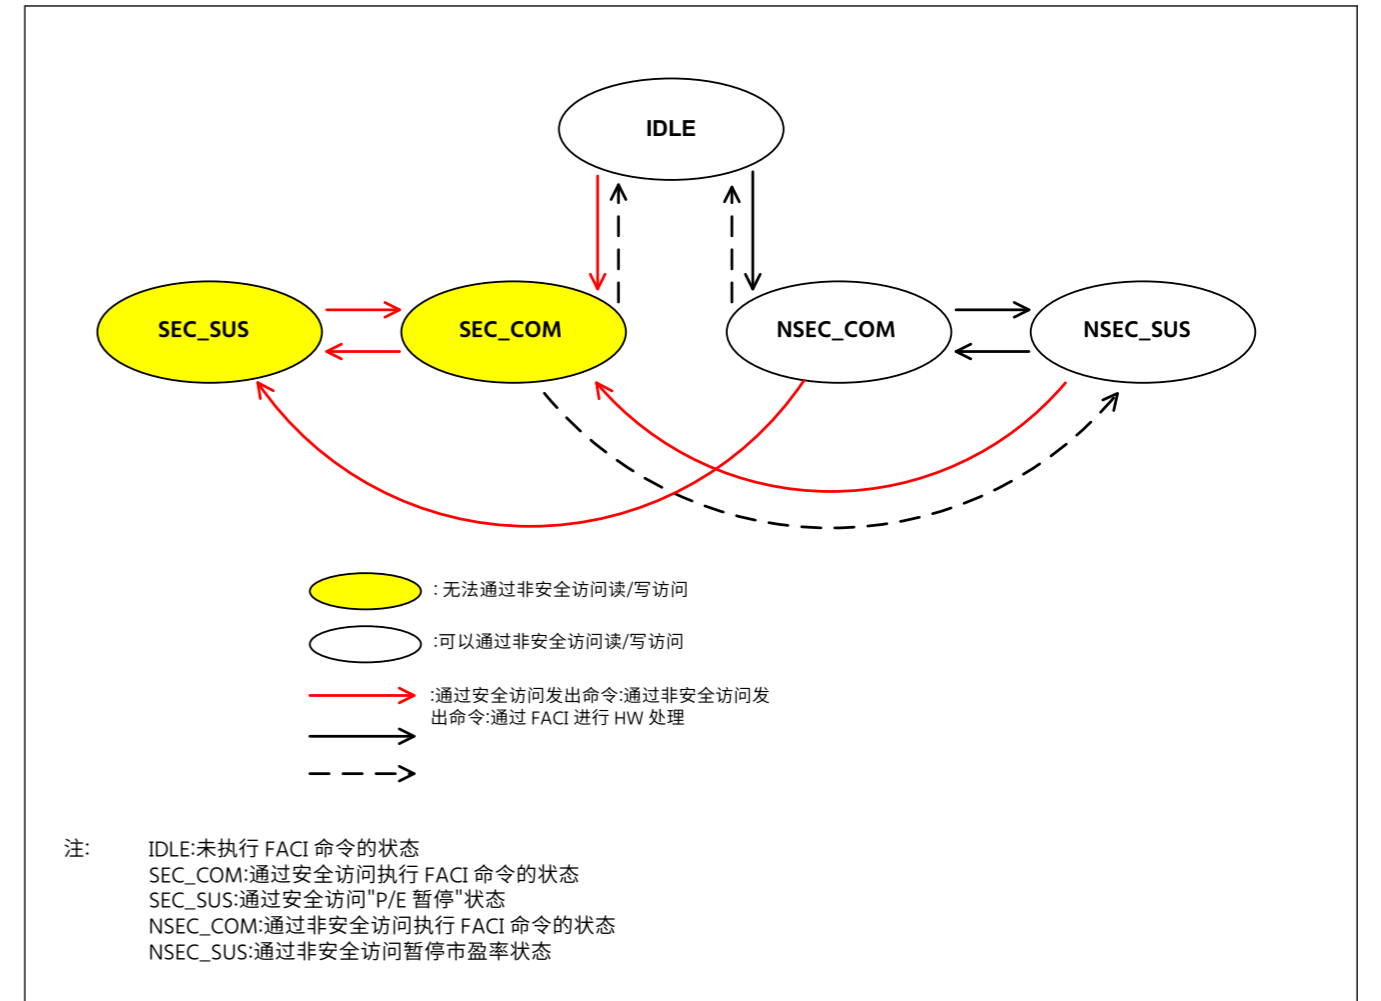 IDLE
SEC_SUS
SEC_COM
NSEC_COM
NSEC_SUS
: 无法通过非安全访问读/写访问
:可以通过非安全访问读/写访问
:通过安全访问发出命令:通过非安全访问发
出命令:通过 FACI 进行 HW 处理
注: IDLE:未执行 FACI 命令的状态
SEC_COM:通过安全访问执行 FACI 命令的状态
SEC_SUS:通过安全访问"P/E 暂停"状态
NSEC_COM:通过非安全访问执行 FACI 命令的状态
NSEC_SUS:通过非安全访问暂停市盈率状态